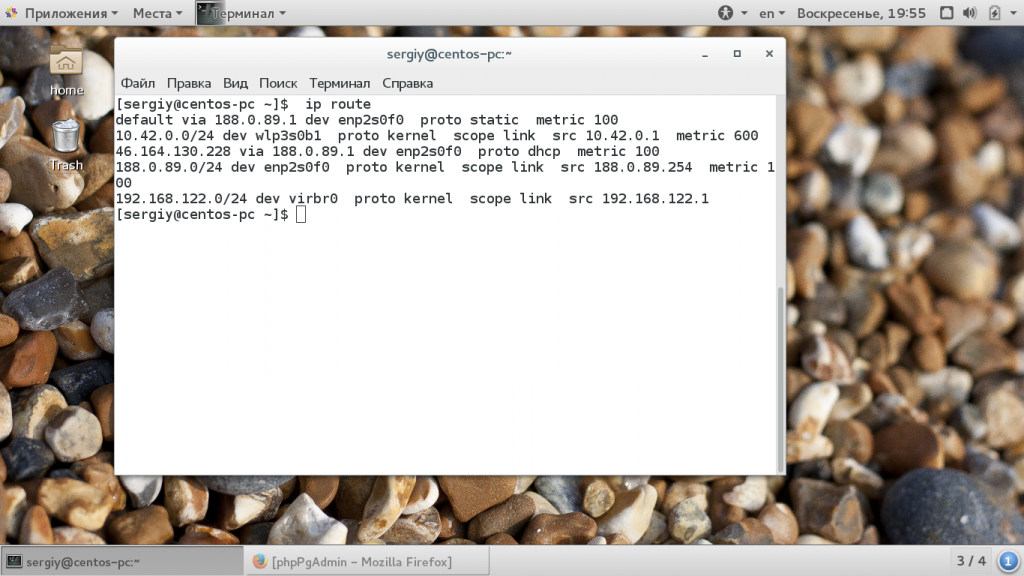 Приложения Места Терминал en Воскресенье, 19:55
home
Trash
sergiy@centos-pc:~
Файл Правка Вид Поиск Терминал Справка
[sergiy@centos-pc ~]$  ip route
default via 188.0.89.1 dev enp2s0f0  proto static  metric 100
10.42.0.0/24 dev wlp3s0b1  proto kernel  scope link  src 10.42.0.1  metric 600
46.164.130.228 via 188.0.89.1 dev enp2s0f0  proto dhcp  metric 100
188.0.89.0/24 dev enp2s0f0  proto kernel  scope link  src 188.0.89.254  metric 1
00
192.168.122.0/24 dev virbr0  proto kernel  scope link  src 192.168.122.1
[sergiy@centos-pc ~]$
sergiy@centos-pc:~ [phpPgAdmin – Mozilla Firefox] 3 / 4 1